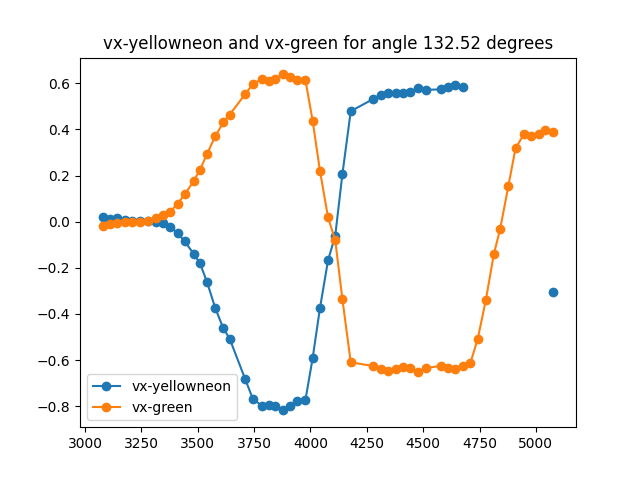 vx-yellowneon and vx-green for angle 132.52 degrees
0.6
0.4
0.2
0.0
−0.2
−0.4
−0.6
−0.8
vx-yellowneon
vx-green
3000 3250 3500 3750 4000 4250 4500 4750 5000